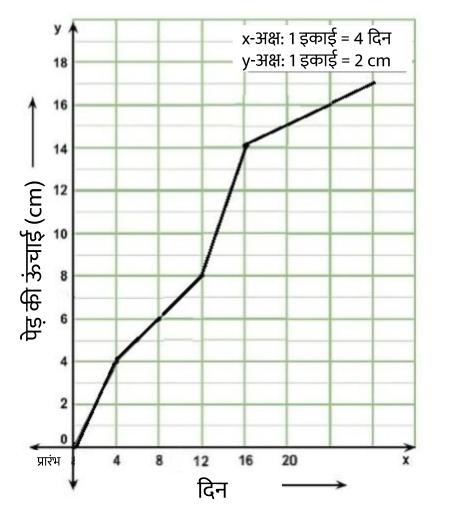 y
x-अक्ष: 1 इकाई = 4 दिन
y-अक्ष: 1 इकाई = 2 cm
18
16
14
12
10
8
6
4
2
0
पेड़ की ऊंचाई (cm)
प्रारंभ 4 8 12 16 20 x
दिन